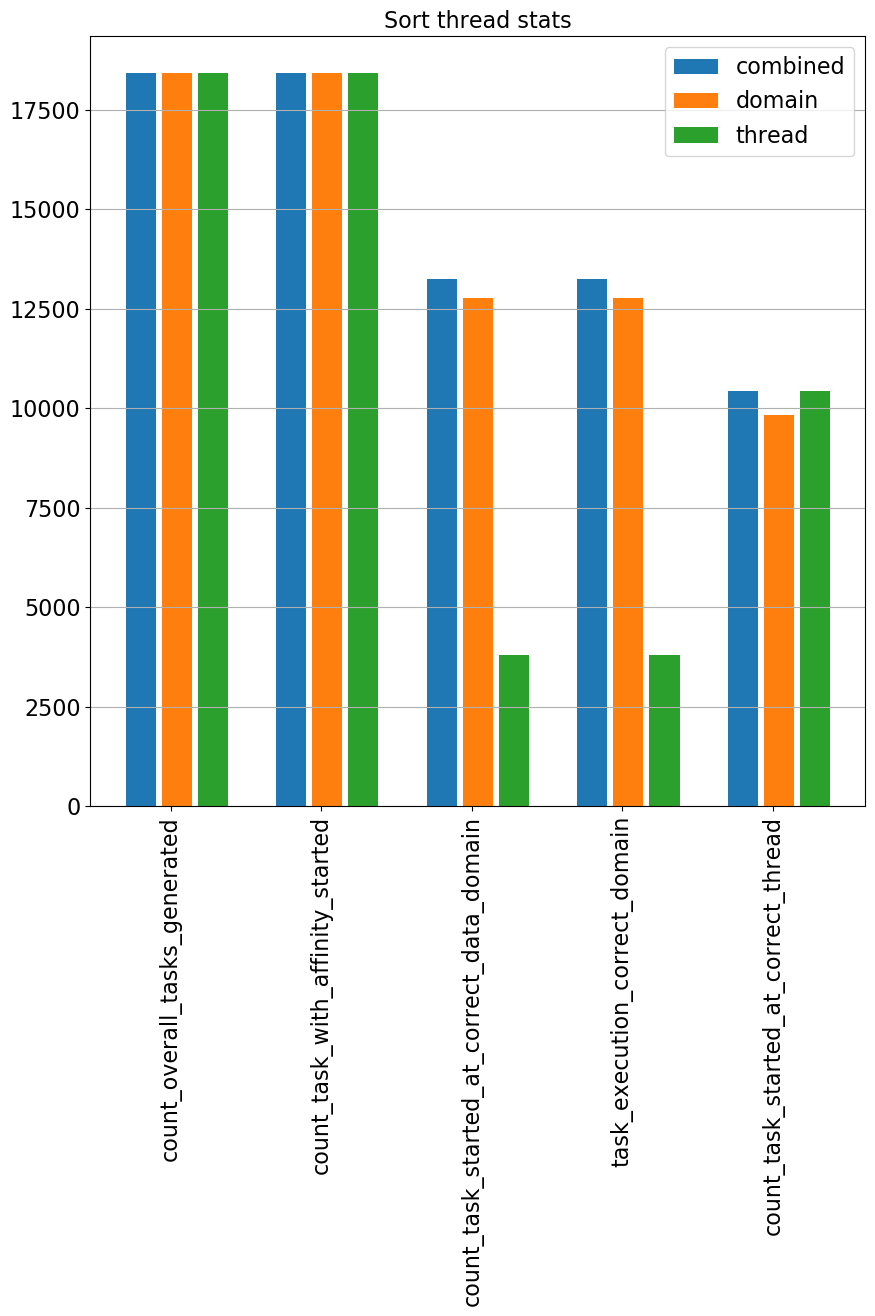 Sort thread stats
combined
domain
thread
17500
15000
12500
10000
7500
5000
2500
0
count_overall_tasks_generated
count_task_with_affinity_started
count_task_started_at_correct_data_domain
task_execution_correct_domain
count_task_started_at_correct_thread